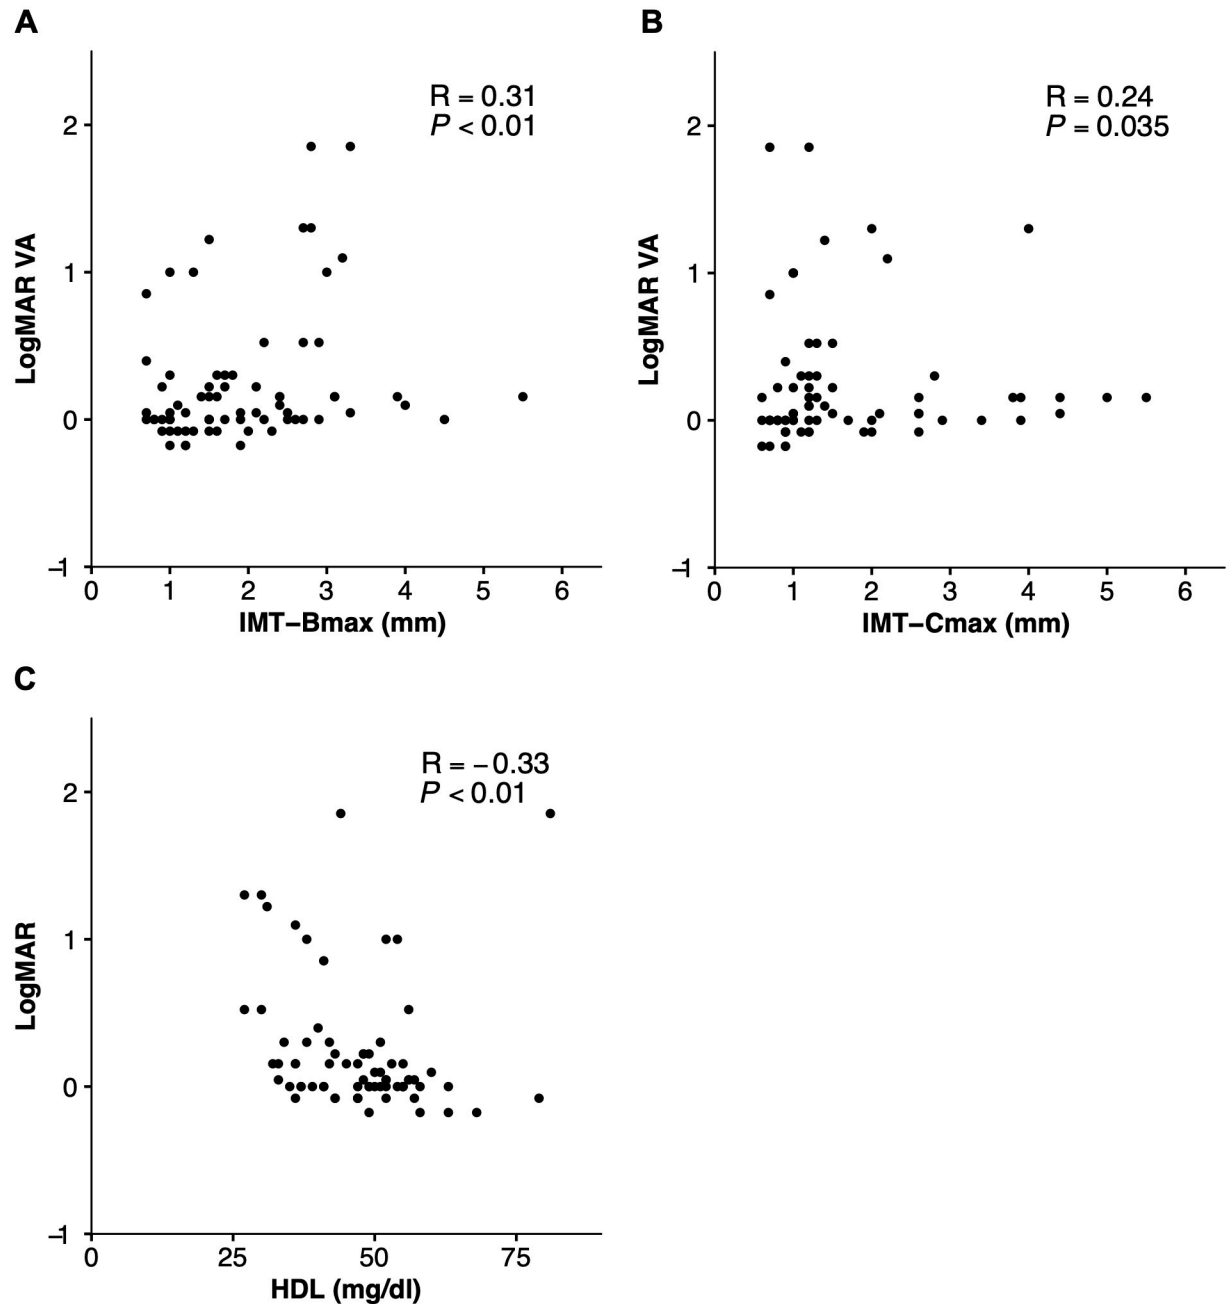 A
R = 0.31
P < 0.01
2
1
0
–1
LogMAR VA
0 1 2 3 4 5 6
IMT–Bmax (mm)
B
R = 0.24
P = 0.035
2
1
0
–1
LogMAR VA
0 1 2 3 4 5 6
IMT–Cmax (mm)
C
R = –0.33
P < 0.01
2
1
0
–1
LogMAR
0 25 50 75
HDL (mg/dl)